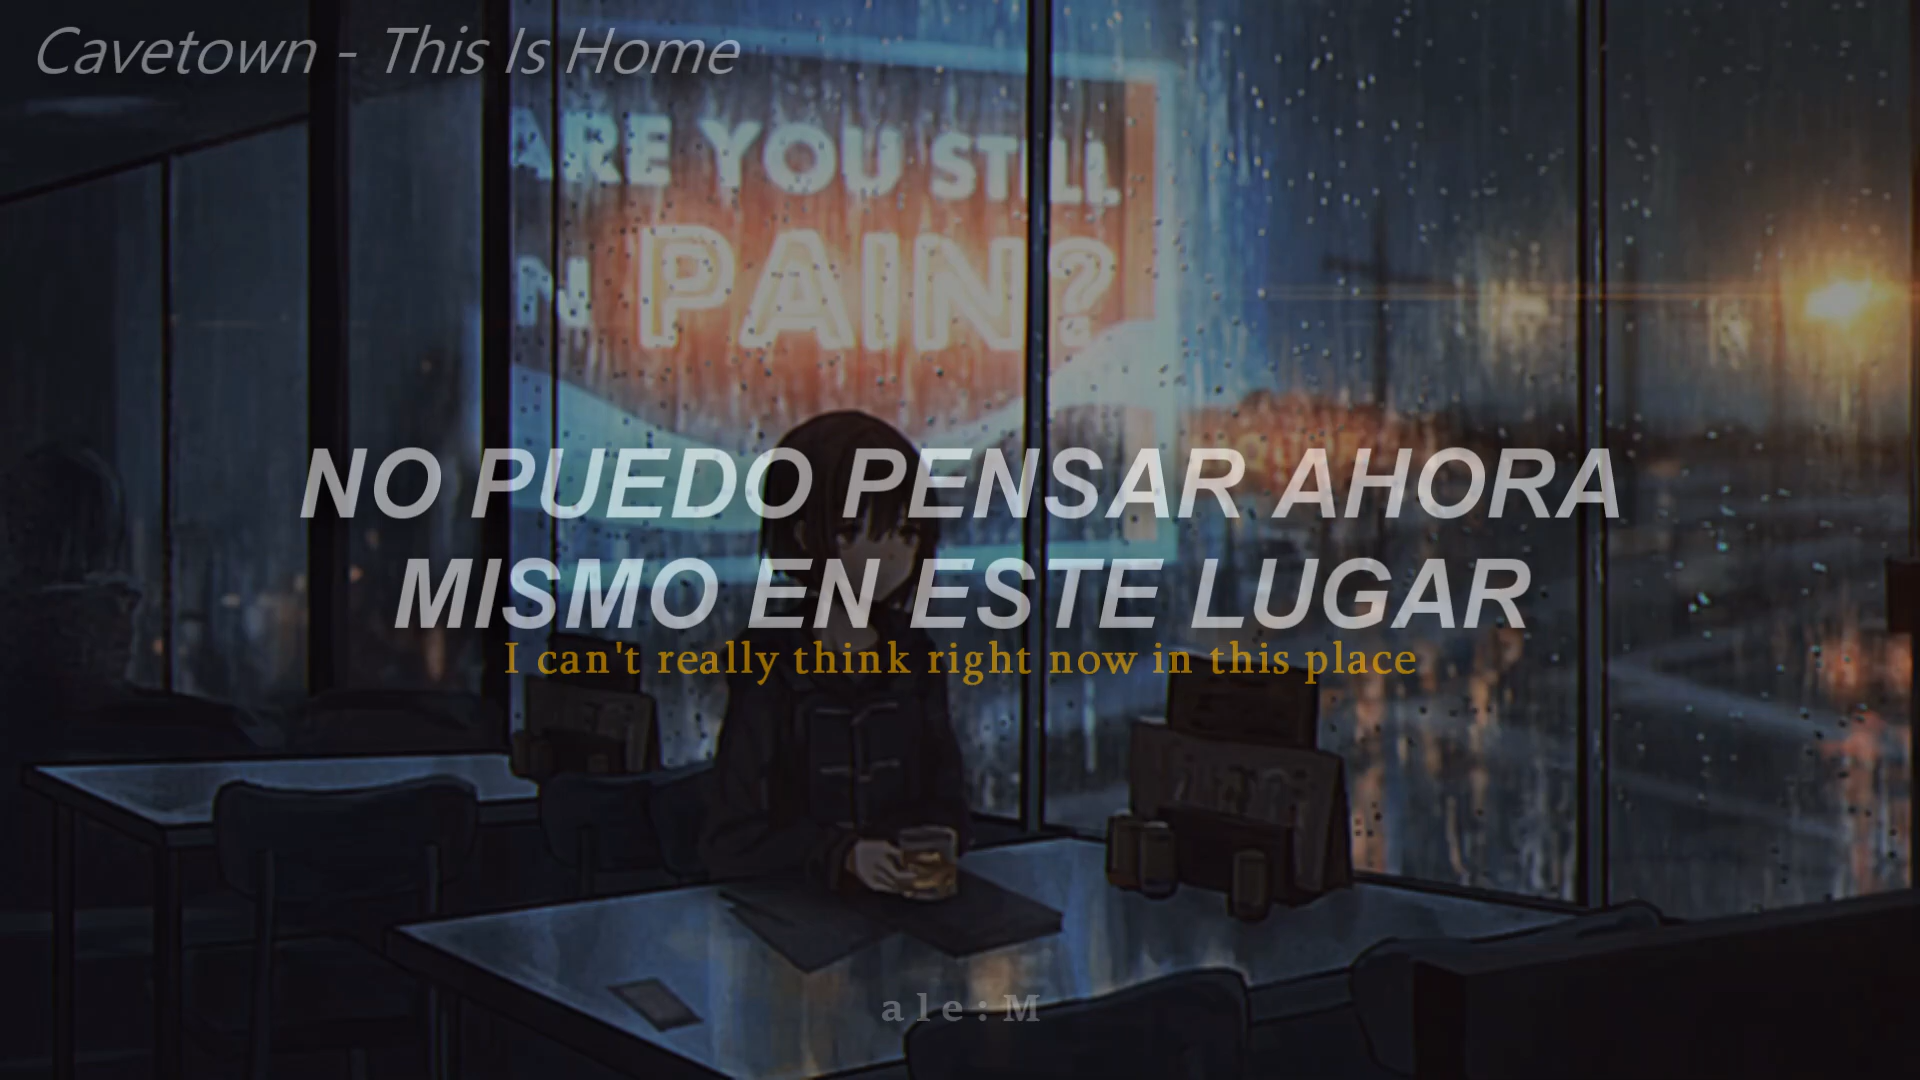 Cavetown - This Is Home
ARE YOU STILL
IN PAIN?
NO PUEDO PENSAR AHORA
MISMO EN ESTE LUGAR
I can't really think right now in this place
ale:M